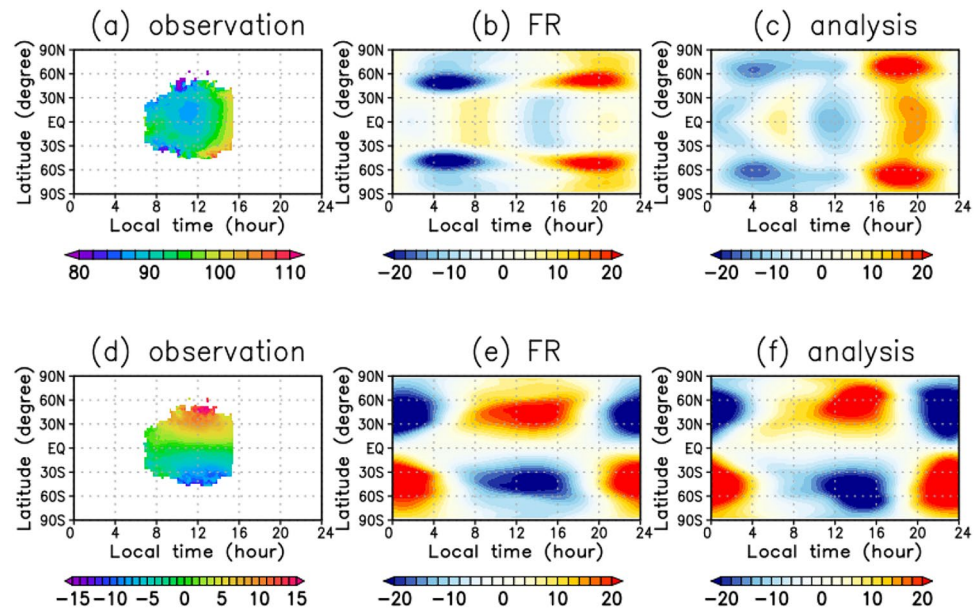 (a) observation
(b) FR
(c) analysis
90N 60N 30N EQ 30S 60S 90S
Latitude (degree)
0 4 8 12 16 20 24
Local time (hour)
80 90 100 110
90N 60N 30N EQ 30S 60S 90S
Latitude (degree)
0 4 8 12 16 20 24
Local time (hour)
-20 -10 0 10 20
90N 60N 30N EQ 30S 60S 90S
Latitude (degree)
0 4 8 12 16 20 24
Local time (hour)
-20 -10 0 10 20
(d) observation
(e) FR
(f) analysis
90N 60N 30N EQ 30S 60S 90S
Latitude (degree)
0 4 8 12 16 20 24
Local time (hour)
-15 -10 -5 0 5 10 15
90N 60N 30N EQ 30S 60S 90S
Latitude (degree)
0 4 8 12 16 20 24
Local time (hour)
-20 -10 0 10 20
90N 60N 30N EQ 30S 60S 90S
Latitude (degree)
0 4 8 12 16 20 24
Local time (hour)
-20 -10 0 10 20